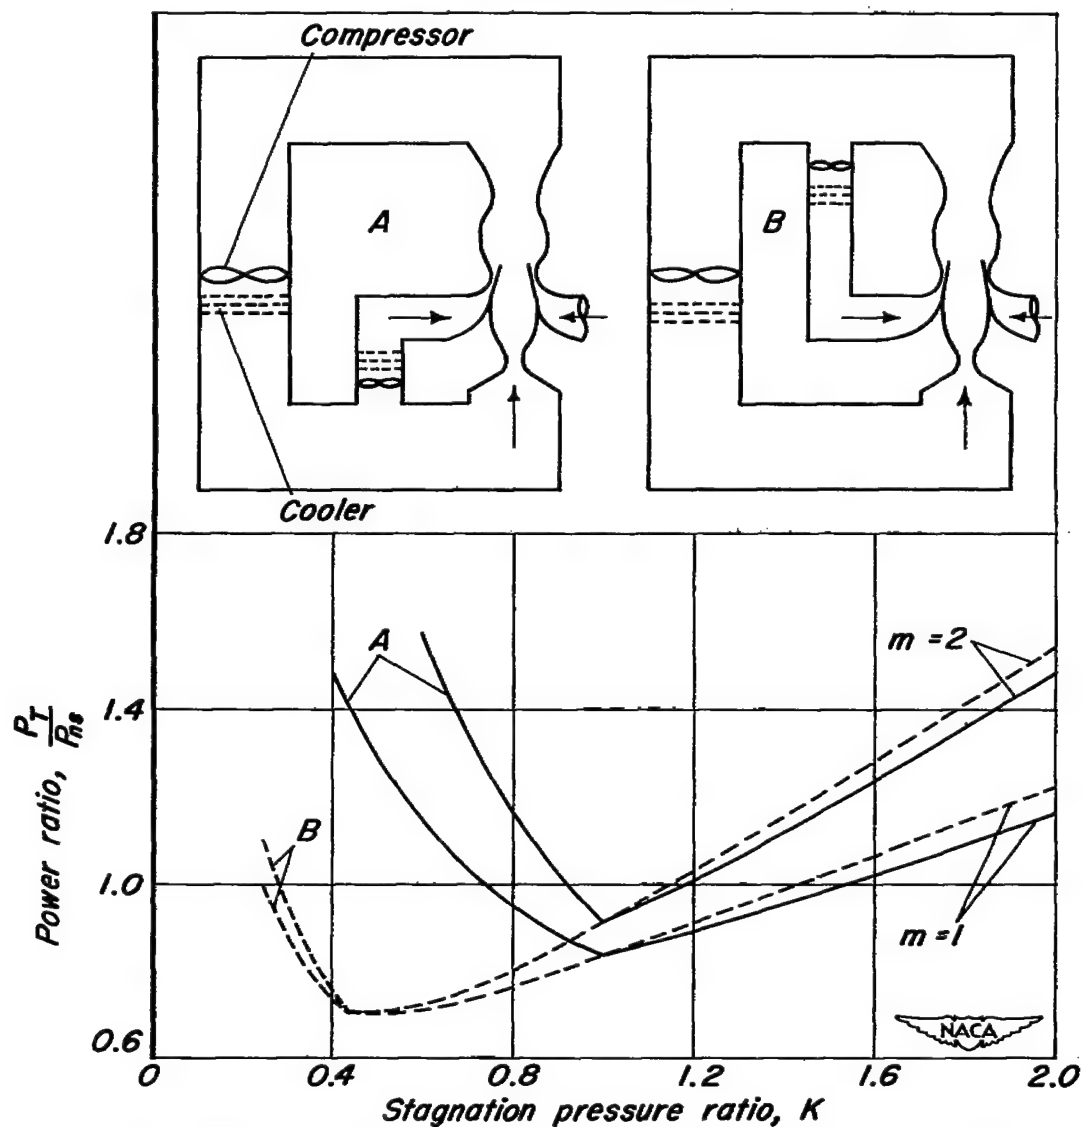 Compressor
A
B
Cooler
1.8
A
m = 2
1.4
Power ratio, P_T/P_ns
B
1.0
m = 1
0.6
NACA
0 0.4 0.8 1.2 1.6 2.0
Stagnation pressure ratio, K